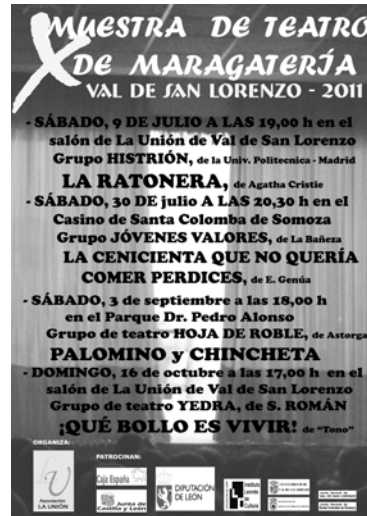 X MUESTRA DE TEATRO
DE MARAGATERÍA
VAL DE SAN LORENZO - 2011
- SÁBADO, 9 DE JULIO A LAS 19,00 h en el
salón de La Unión de Val de San Lorenzo
Grupo HISTRIÓN, de la Univ. Politecnica - Madrid
LA RATONERA, de Agatha Cristie
- SÁBADO, 30 DE julio A LAS 20,30 h en el
Casino de Santa Colomba de Somoza
Grupo JÓVENES VALORES, de La Bañeza
LA CENICIENTA QUE NO QUERÍA
COMER PERDICES, de E. Genúa
- SÁBADO, 3 de septiembre a las 18,00 h
en el Parque Dr. Pedro Alonso
Grupo de teatro HOJA DE ROBLE, de Astorga
PALOMINO y CHINCHETA
- DOMINGO, 16 de octubre a las 17,00 h en el
salón de La Unión de Val de San Lorenzo
Grupo de teatro YEDRA, de S. ROMÁN
¡QUÉ BOLLO ES VIVIR! de "Tono"
ORGANIZA:
PATROCINAN:
Asociación
LA UNIÓN
Caja España
Junta de
Castilla y León
DIPUTACIÓN
DE LEÓN
Instituto
Leonés
de
Cultura